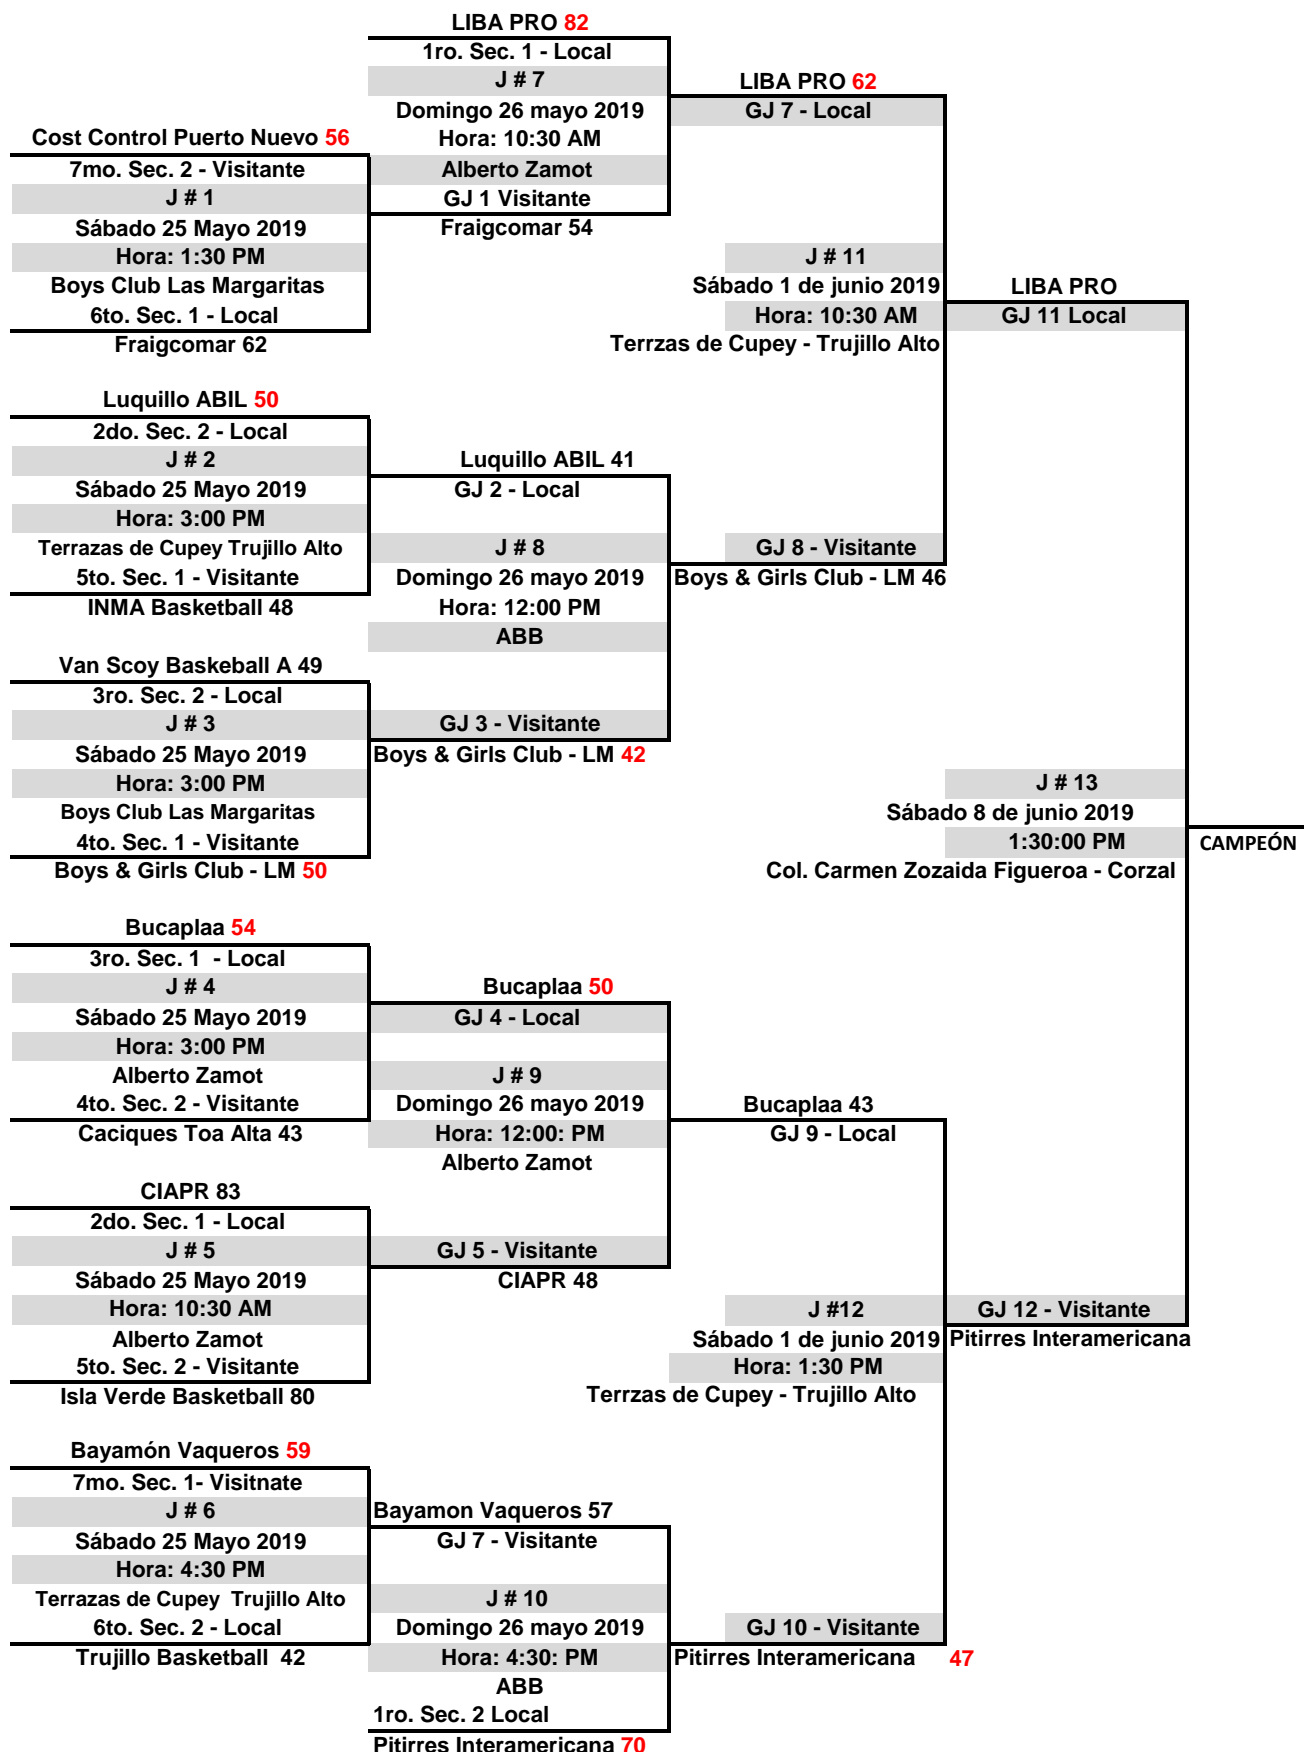 LIBA PRO 82
1ro. Sec. 1 - Local
J # 7
Domingo 26 mayo 2019
Hora: 10:30 AM
Alberto Zamot
GJ 1 Visitante
Fraigcomar 54
Cost Control Puerto Nuevo 56
7mo. Sec. 2 - Visitante
J # 1
Sábado 25 Mayo 2019
Hora: 1:30 PM
Boys Club Las Margaritas
6to. Sec. 1 - Local
Fraigcomar 62
LIBA PRO 62
GJ 7 - Local
J # 11
Sábado 1 de junio 2019
Hora: 10:30 AM
Terrzas de Cupey - Trujillo Alto
LIBA PRO
GJ 11 Local
Luquillo ABIL 50
2do. Sec. 2 - Local
J # 2
Sábado 25 Mayo 2019
Hora: 3:00 PM
Terrazas de Cupey Trujillo Alto
5to. Sec. 1 - Visitante
INMA Basketball 48
Luquillo ABIL 41
GJ 2 - Local
J # 8
Domingo 26 mayo 2019
Hora: 12:00 PM
ABB
GJ 8 - Visitante
Boys & Girls Club - LM 46
Van Scoy Baskeball A 49
3ro. Sec. 2 - Local
J # 3
Sábado 25 Mayo 2019
Hora: 3:00 PM
Boys Club Las Margaritas
4to. Sec. 1 - Visitante
Boys & Girls Club - LM 50
GJ 3 - Visitante
Boys & Girls Club - LM 42
J # 13
Sábado 8 de junio 2019
1:30:00 PM
Col. Carmen Zozaida Figueroa - Corzal
CAMPEÓN
Bucaplaa 54
3ro. Sec. 1 - Local
J # 4
Sábado 25 Mayo 2019
Hora: 3:00 PM
Alberto Zamot
4to. Sec. 2 - Visitante
Caciques Toa Alta 43
Bucaplaa 50
GJ 4 - Local
J # 9
Domingo 26 mayo 2019
Hora: 12:00: PM
Alberto Zamot
Bucaplaa 43
GJ 9 - Local
CIAPR 83
2do. Sec. 1 - Local
J # 5
Sábado 25 Mayo 2019
Hora: 10:30 AM
Alberto Zamot
5to. Sec. 2 - Visitante
Isla Verde Basketball 80
GJ 5 - Visitante
CIAPR 48
J #12
Sábado 1 de junio 2019
Hora: 1:30 PM
Terrzas de Cupey - Trujillo Alto
GJ 12 - Visitante
Pitirres Interamericana
Bayamón Vaqueros 59
7mo. Sec. 1- Visitnate
J # 6
Sábado 25 Mayo 2019
Hora: 4:30 PM
Terrazas de Cupey Trujillo Alto
6to. Sec. 2 - Local
Trujillo Basketball 42
Bayamon Vaqueros 57
GJ 7 - Visitante
J # 10
Domingo 26 mayo 2019
Hora: 4:30: PM
ABB
1ro. Sec. 2 Local
Pitirres Interamericana 70
GJ 10 - Visitante
Pitirres Interamericana 47